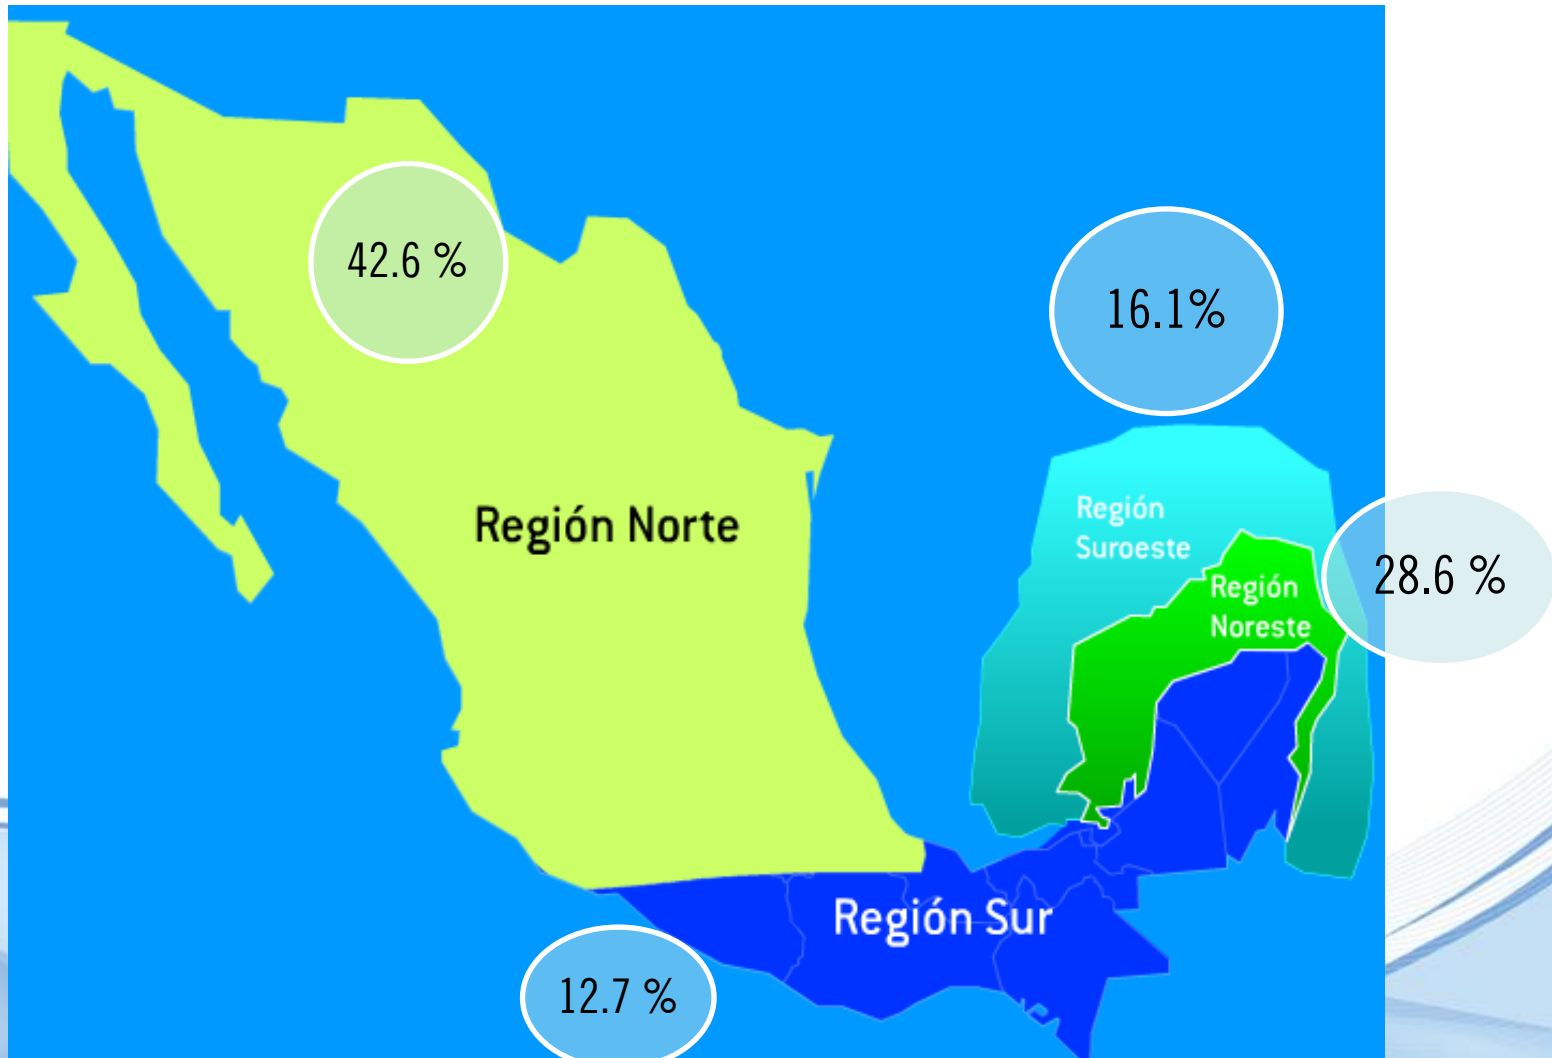 42.6 %
16.1%
Región Norte
Región
Suroeste
28.6 %
Región
Noreste
Región Sur
12.7 %